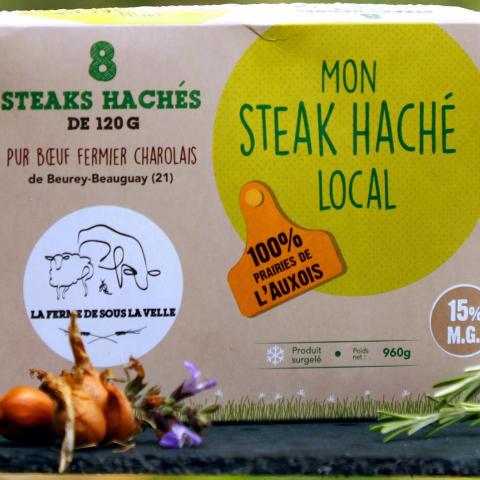 8
STEAKS HACHÉS
DE 120 G
PUR BŒUF FERMIER CHAROLAIS
de Beurey-Beauguay (21)
LA FERME DE SOUS LA VELLE
MON
STEAK HACHÉ
LOCAL
100%
PRAIRIES DE
L'AUXOIS
15%
M.G.
Produit
surgelé
•
Poids
net :
960g